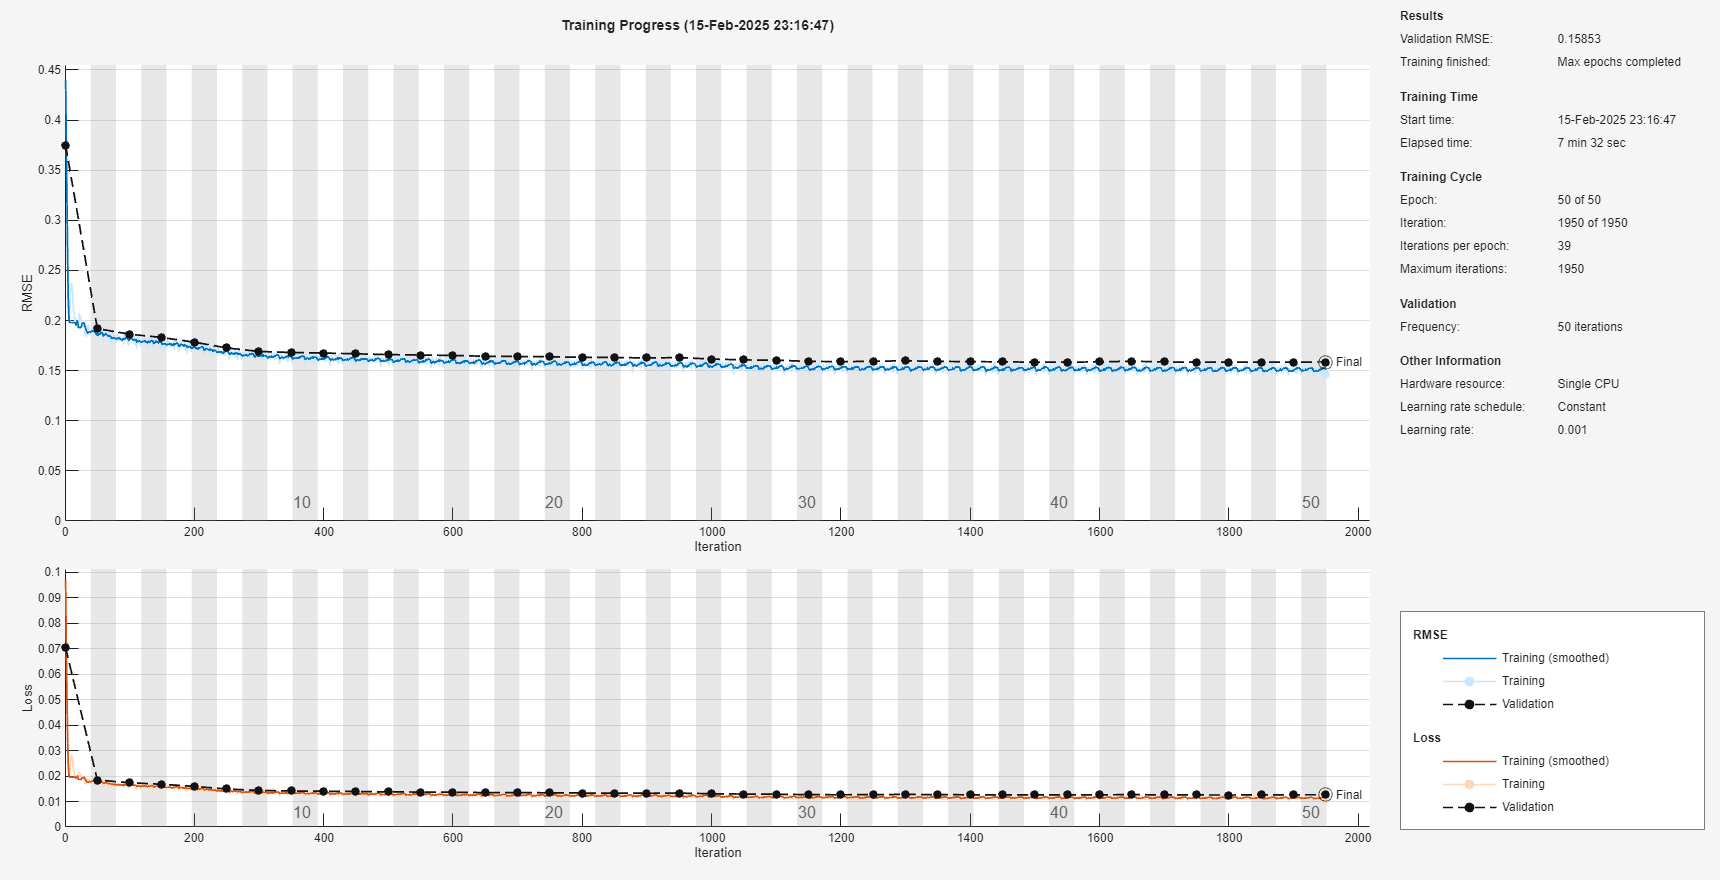 Training Progress (15-Feb-2025 23:16:47)
0.45
0.4
0.35
0.3
0.25
0.2
0.15
0.1
0.05
0
RMSE
Final
10 20 30 40 50
0 200 400 600 800 1000 1200 1400 1600 1800 2000
Iteration
0.1
0.09
0.08
0.07
0.06
0.05
0.04
0.03
0.02
0.01
0
Loss
Final
10 20 30 40 50
0 200 400 600 800 1000 1200 1400 1600 1800 2000
Iteration
Results
Validation RMSE: 0.15853
Training finished: Max epochs completed
Training Time
Start time: 15-Feb-2025 23:16:47
Elapsed time: 7 min 32 sec
Training Cycle
Epoch: 50 of 50
Iteration: 1950 of 1950
Iterations per epoch: 39
Maximum iterations: 1950
Validation
Frequency: 50 iterations
Other Information
Hardware resource: Single CPU
Learning rate schedule: Constant
Learning rate: 0.001
RMSE
Training (smoothed)
Training
Validation
Loss
Training (smoothed)
Training
Validation